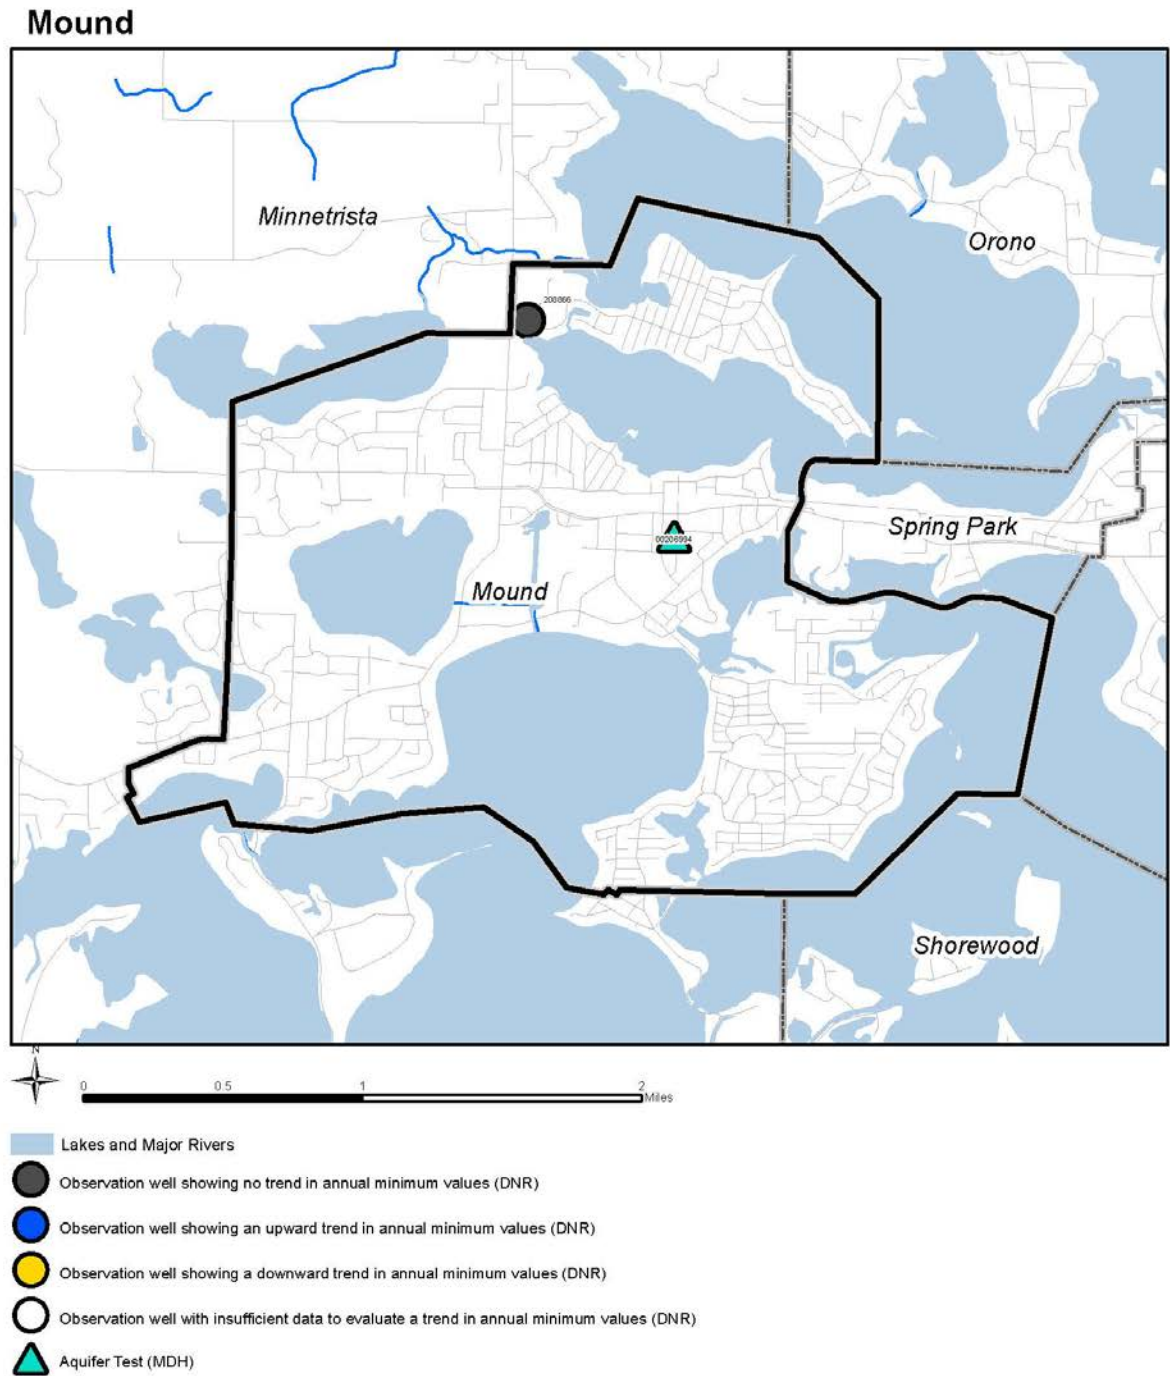 Mound
Minnetrista
Orono
200866
Spring Park
00206994
Mound
Shorewood
N
0 0.5 1 2
Miles
Lakes and Major Rivers
Observation well showing no trend in annual minimum values (DNR)
Observation well showing an upward trend in annual minimum values (DNR)
Observation well showing a downward trend in annual minimum values (DNR)
Observation well with insufficient data to evaluate a trend in annual minimum values (DNR)
Aquifer Test (MDH)